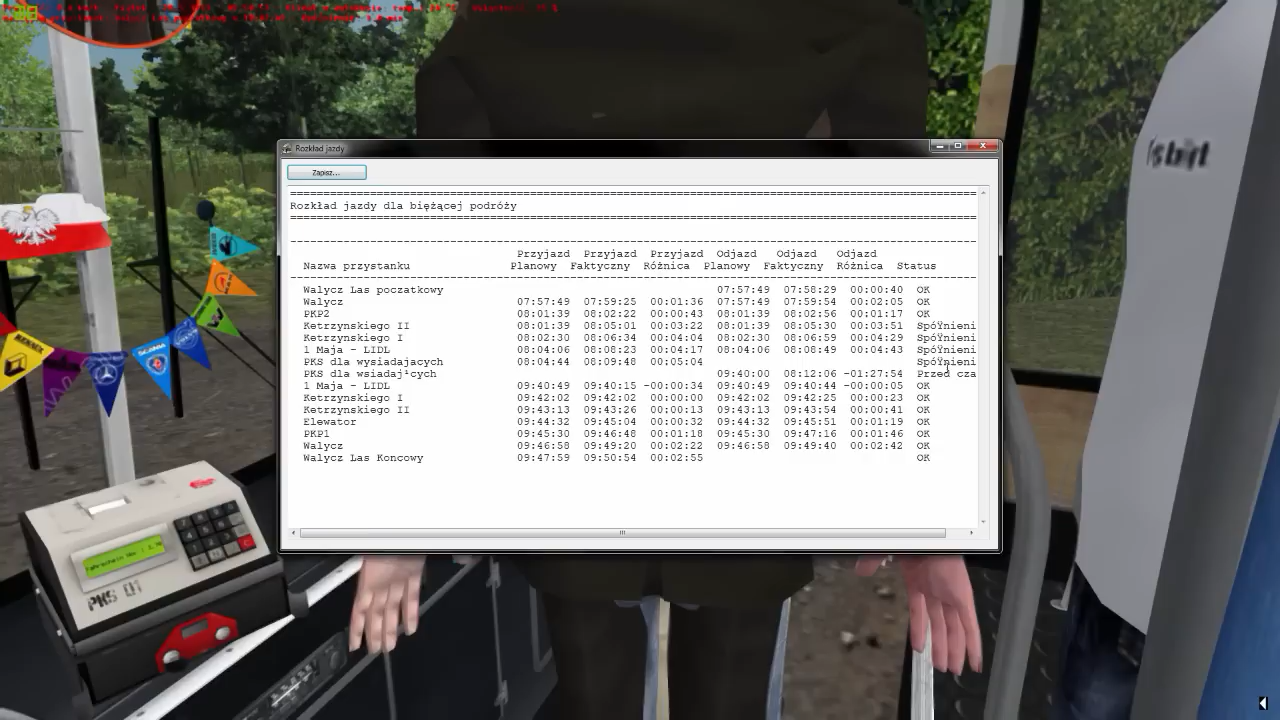 Rozkład jazdy
Zapisz...
Rozkład jazdy dla biężącej podróży
Przyjazd Przyjazd Przyjazd Odjazd Odjazd Odjazd
Nazwa przystanku Planowy Faktyczny Różnica Planowy Faktyczny Różnica Status
Walycz Las poczatkowy 07:57:49 07:58:29 00:00:40 OK
Walycz 07:57:49 07:59:25 00:01:36 07:57:49 07:59:54 00:02:05 OK
PKP2 08:01:39 08:02:22 00:00:43 08:01:39 08:02:56 00:01:17 OK
Ketrzynskiego II 08:01:39 08:05:01 00:03:22 08:01:39 08:05:30 00:03:51 SpóŸnieni
Ketrzynskiego I 08:02:30 08:06:34 00:04:04 08:02:30 08:06:59 00:04:29 SpóŸnieni
1 Maja - LIDL 08:04:06 08:08:23 00:04:17 08:04:06 08:08:49 00:04:43 SpóŸnieni
PKS dla wysiadajacych 08:04:44 08:09:48 00:05:04 SpóŸnieni
PKS dla wsiadaj¹cych 09:40:00 08:12:06 -01:27:54 Przed cza
1 Maja - LIDL 09:40:49 09:40:15 -00:00:34 09:40:49 09:40:44 -00:00:05 OK
Ketrzynskiego I 09:42:02 09:42:02 00:00:00 09:42:02 09:42:25 00:00:23 OK
Ketrzynskiego II 09:43:13 09:43:26 00:00:13 09:43:13 09:43:54 00:00:41 OK
Elewator 09:44:32 09:45:04 00:00:32 09:44:32 09:45:51 00:01:19 OK
PKP1 09:45:30 09:46:48 00:01:18 09:45:30 09:47:16 00:01:46 OK
Walycz 09:46:58 09:49:20 00:02:22 09:46:58 09:49:40 00:02:42 OK
Walycz Las Koncowy 09:47:59 09:50:54 00:02:55 OK
SCANIA
PKS